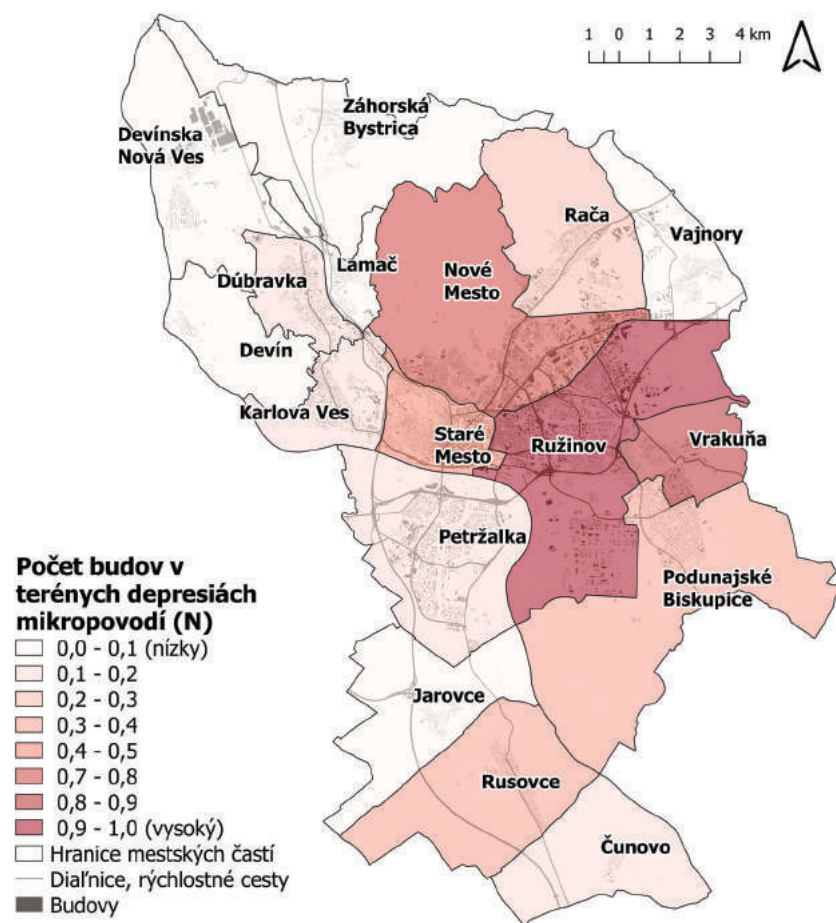 1 0 1 2 3 4 km
Záhorská
Bystrica
Devínska
Nová Ves
Rača
Vajnory
Lamač
Nové
Mesto
Dúbravka
Devín
Karlova Ves
Staré
Mesto
Ružinov
Vrakuňa
Petržalka
Podunajské
Biskupice
Jarovce
Rusovce
Čunovo
Počet budov v
terénych depresiách
mikropovodí (N)
0,0 - 0,1 (nízky)
0,1 - 0,2
0,2 - 0,3
0,3 - 0,4
0,4 - 0,5
0,7 - 0,8
0,8 - 0,9
0,9 - 1,0 (vysoký)
Hranice mestských častí
Diaľnice, rýchlostné cesty
Budovy